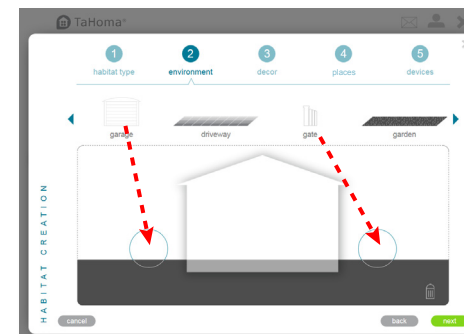 TaHoma®
1 2 3 4 5
habitat type environment decor places devices
garage driveway gate garden
HABITAT CREATION
cancel back next